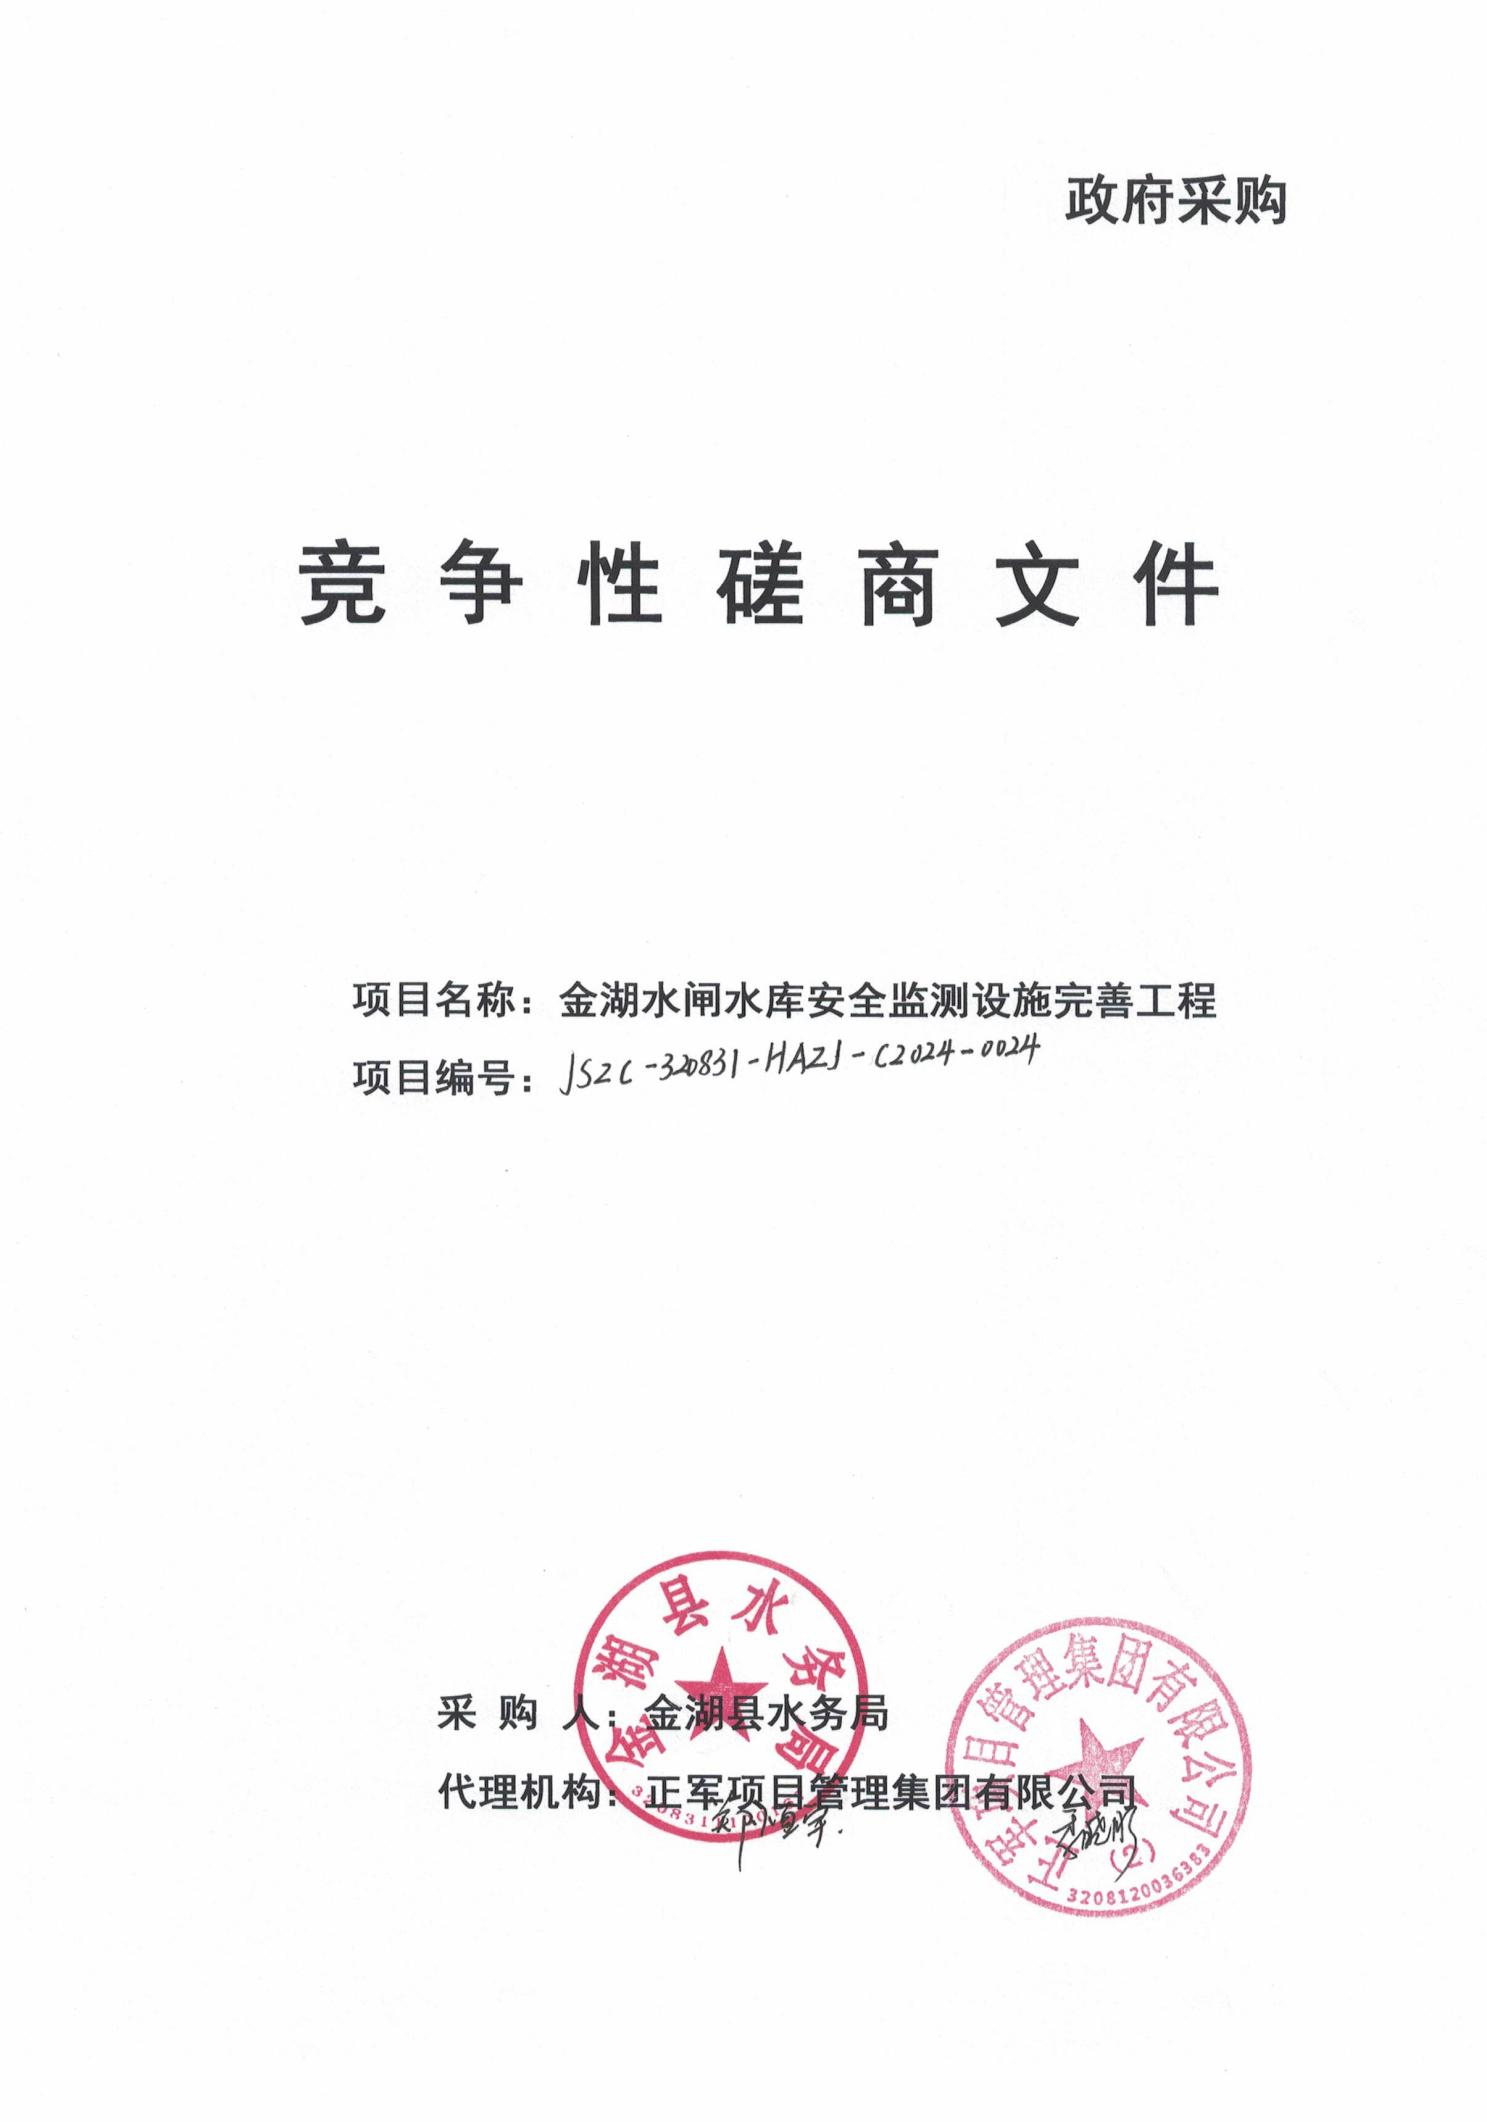 政府采购
竞争性磋商文件
项目名称：金湖水闸水库安全监测设施完善工程
项目编号：JSZC-320831-HAZJ-C2024-0024
金湖县水务局
采 购 人：金湖县水务局
代理机构：正军项目管理集团有限公司
正军项目管理集团有限公司
(2)
3208120036383